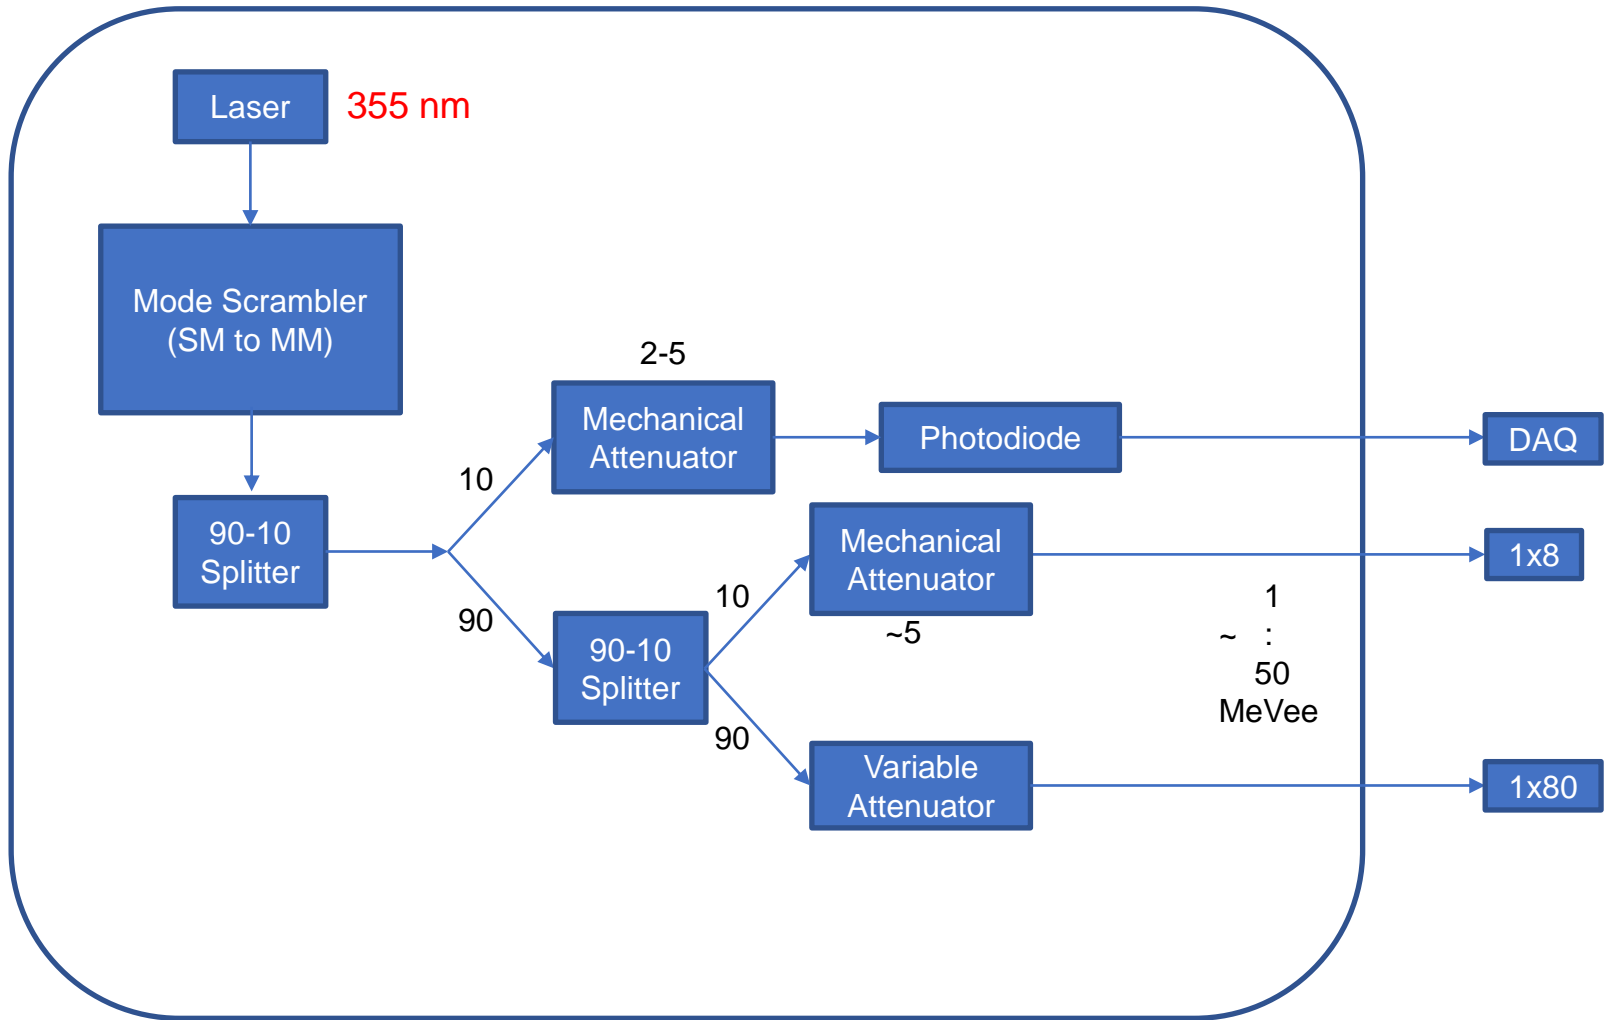 Laser
355 nm
Mode Scrambler
(SM to MM)
90-10
Splitter
10
90
2-5
Mechanical
Attenuator
Photodiode
DAQ
90-10
Splitter
10
90
Mechanical
Attenuator
~5
1x8
1
~ :
50
MeVee
Variable
Attenuator
1x80